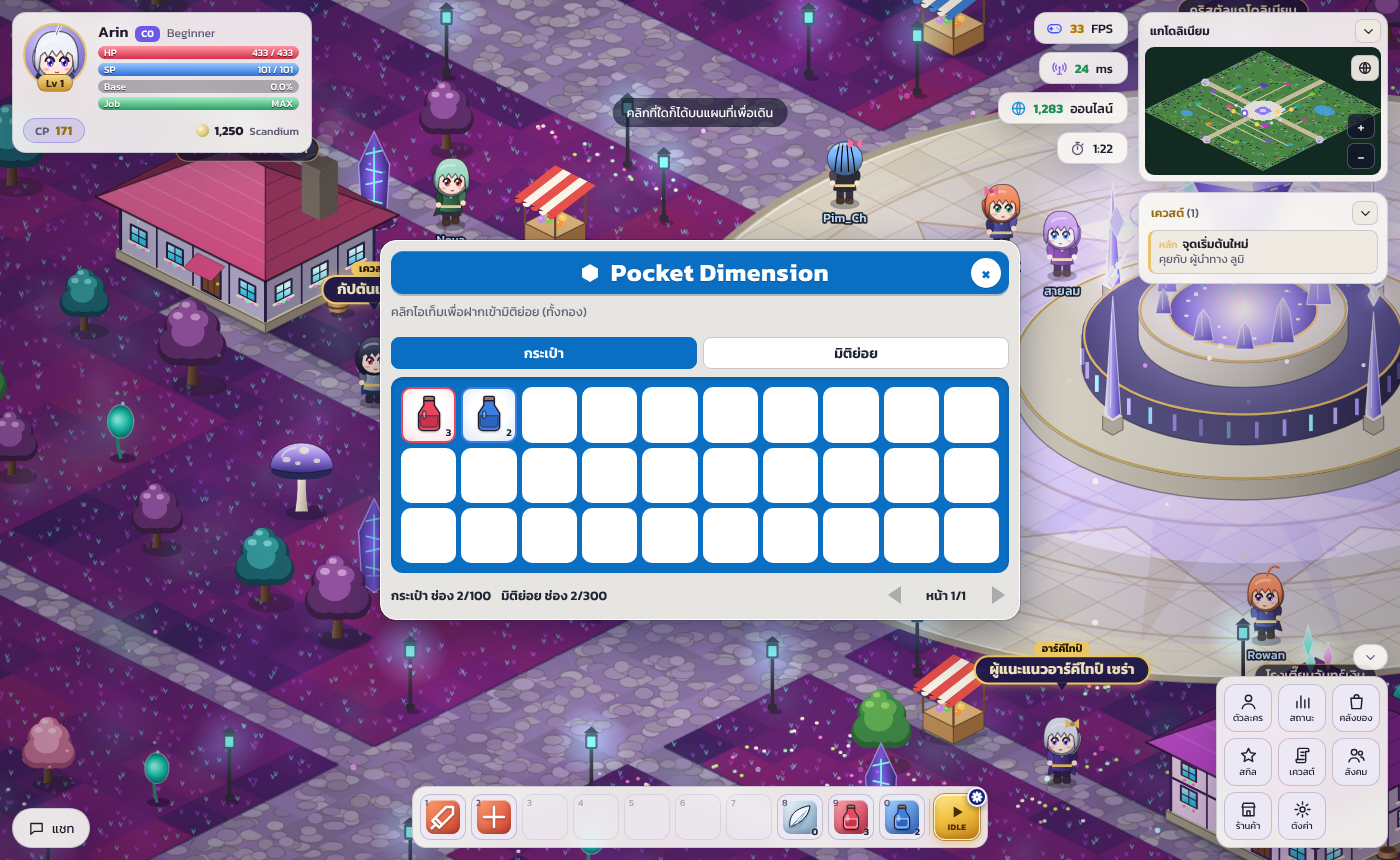 Arin CO Beginner
HP 433 / 433
SP 101 / 101
Base 0.0%
Job MAX
Lv 1
CP 171
1,250 Scandium
33 FPS
24 ms
1,283 ออนไลน์
1:22
แกโดลิเนียม
+
−
เควสต์ (1)
หลัก จุดเริ่มต้นใหม่
คุยกับ ผู้นำทาง ลูมิ
คลิกที่ใดก็ได้บนแผนที่เพื่อเดิน
Pim_Ch
สายลม
Pocket Dimension
คลิกไอเท็มเพื่อฝากเข้ามิติย่อย (ทั้งกอง)
กระเป๋า
มิติย่อย
3
2
กระเป๋า ช่อง 2/100 มิติย่อย ช่อง 2/300
หน้า 1/1
อาร์คีไทป์
ผู้แนะแนวอาร์คีไทป์ เซร่า
Rowan
ตัวละคร
สถานะ
คลังของ
สกิล
เควสต์
สังคม
ร้านค้า
ตั้งค่า
แชท
1
2
3
4
5
6
7
8 0
9 3
0 2
IDLE